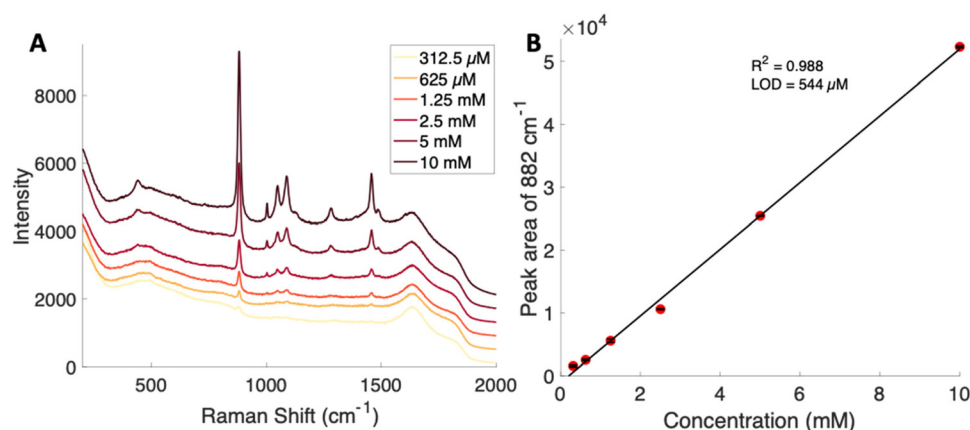 A
Intensity
8000
6000
4000
2000
0
500
1000
1500
2000
Raman Shift (cm⁻¹)
312.5 µM
625 µM
1.25 mM
2.5 mM
5 mM
10 mM
B
×10⁴
Peak area of 882 cm⁻¹
5
4
3
2
1
0
0
2
4
6
8
10
Concentration (mM)
R² = 0.988
LOD = 544 µM